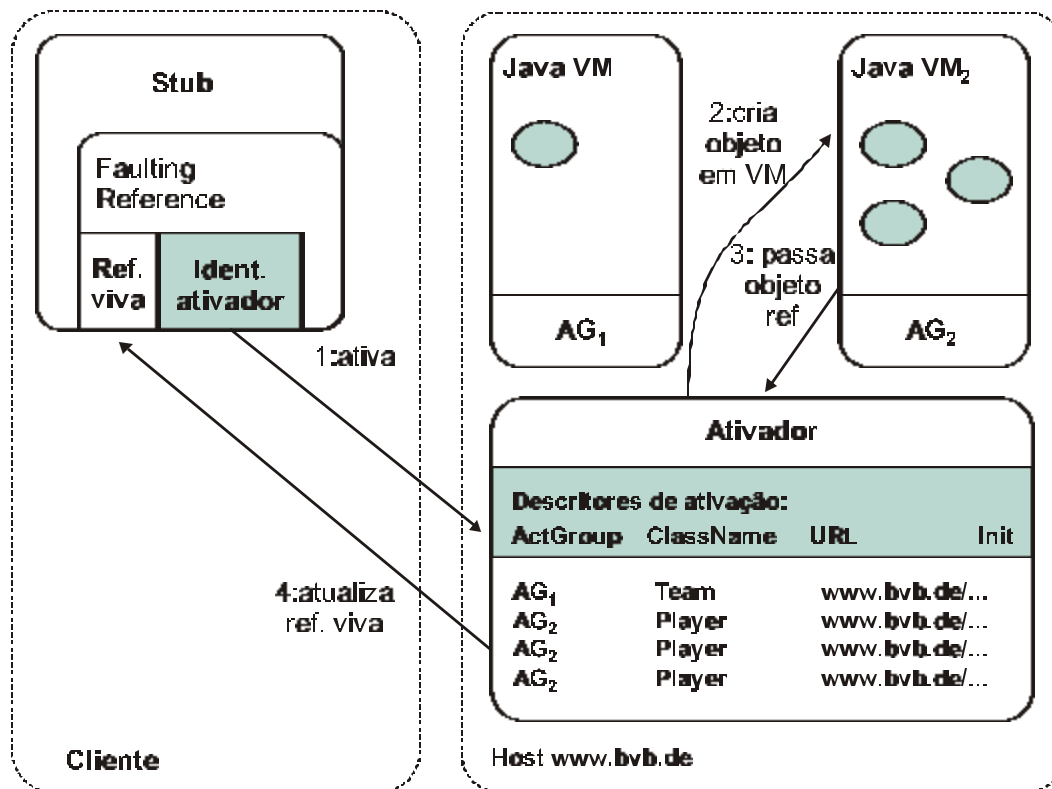 Stub
Faulting
Reference
Ref.
viva
Ident.
ativador
1:ativa
4:atualiza
ref. viva
Cliente
Java VM
AG₁
2:cria
objeto
em VM
3: passa
objeto
ref
Java VM₂
AG₂
Ativador
Descritores de ativação:
ActGroup ClassName URL Init
AG₁ Team www.bvb.de/...
AG₂ Player www.bvb.de/...
AG₂ Player www.bvb.de/...
AG₂ Player www.bvb.de/...
Host www.bvb.de